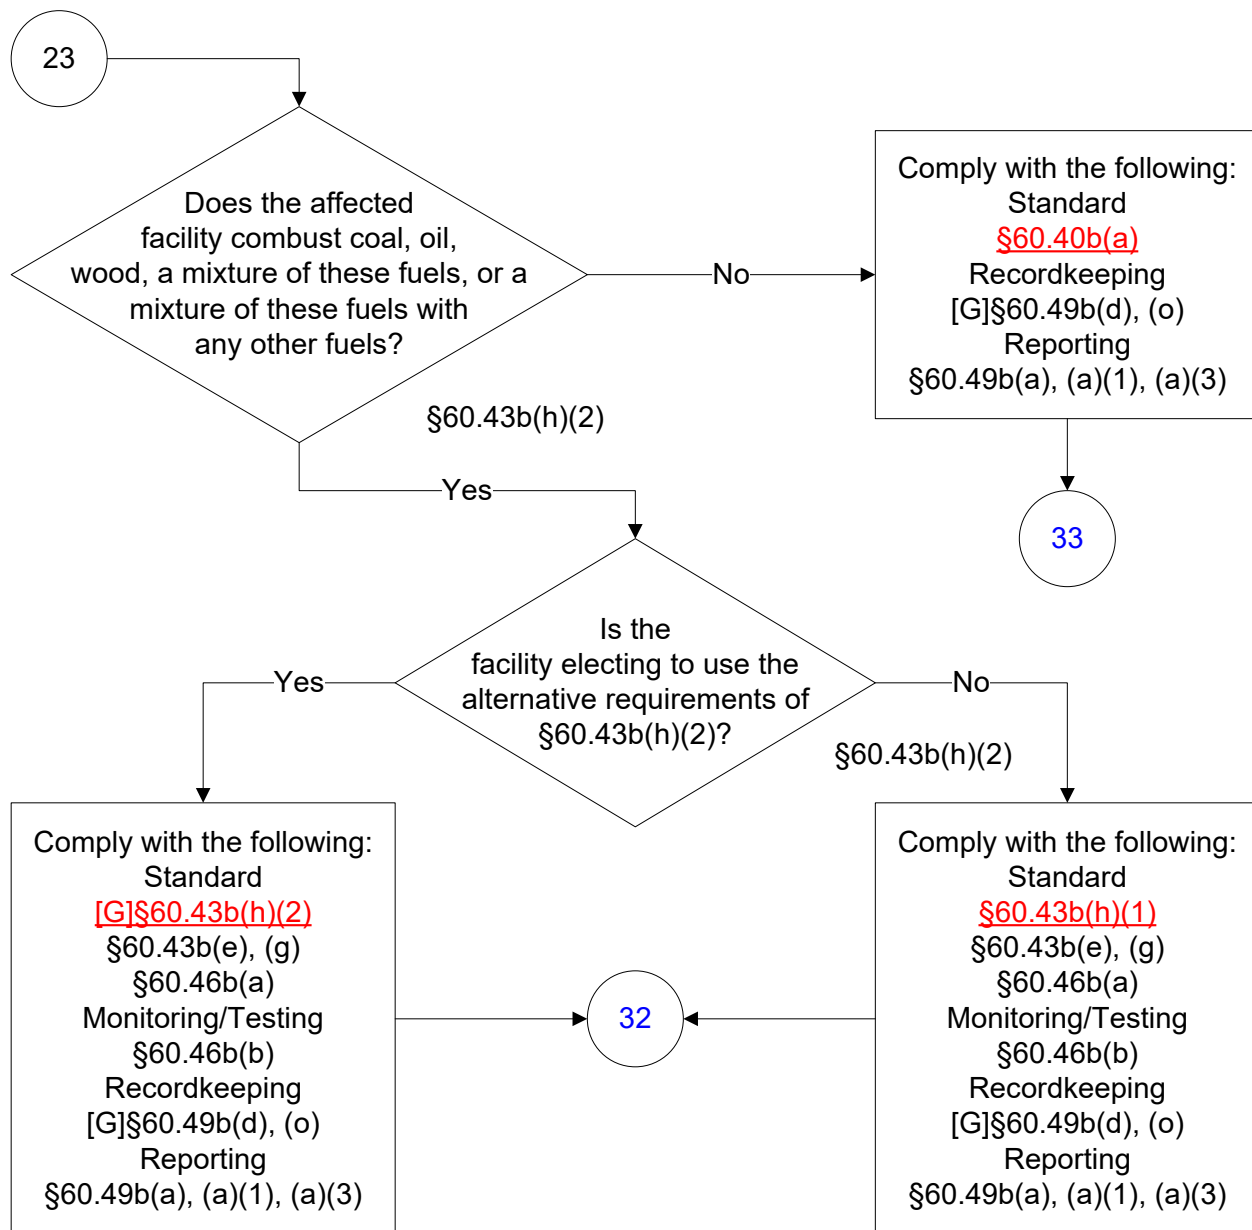 23
Does the affected
facility combust coal, oil,
wood, a mixture of these fuels, or a
mixture of these fuels with
any other fuels?
No
Comply with the following:
Standard
§60.40b(a)
Recordkeeping
[G]§60.49b(d), (o)
Reporting
§60.49b(a), (a)(1), (a)(3)
§60.43b(h)(2)
Yes
33
Is the
facility electing to use the
alternative requirements of
§60.43b(h)(2)?
Yes
No
§60.43b(h)(2)
Comply with the following:
Standard
[G]§60.43b(h)(2)
§60.43b(e), (g)
§60.46b(a)
Monitoring/Testing
§60.46b(b)
Recordkeeping
[G]§60.49b(d), (o)
Reporting
§60.49b(a), (a)(1), (a)(3)
32
Comply with the following:
Standard
§60.43b(h)(1)
§60.43b(e), (g)
§60.46b(a)
Monitoring/Testing
§60.46b(b)
Recordkeeping
[G]§60.49b(d), (o)
Reporting
§60.49b(a), (a)(1), (a)(3)